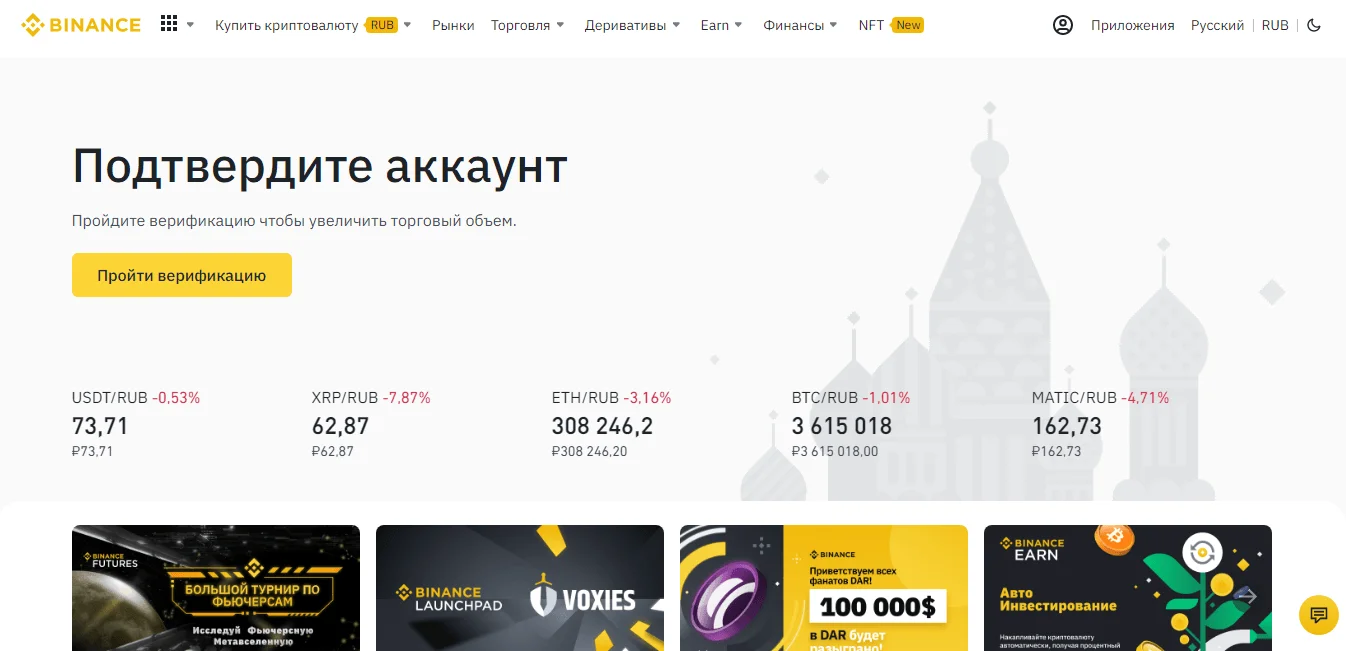 BINANCE
Купить криптовалюту RUB
Рынки
Торговля
Деривативы
Earn
Финансы
NFT New
Приложения
Русский
RUB
Подтвердите аккаунт
Пройдите верификацию чтобы увеличить торговый объем.
Пройти верификацию
USDT/RUB -0,53%
73,71
₽73,71
XRP/RUB -7,87%
62,87
₽62,87
ETH/RUB -3,16%
308 246,2
₽308 246,20
BTC/RUB -1,01%
3 615 018
₽3 615 018,00
MATIC/RUB -4,71%
162,73
₽162,73
BINANCE
FUTURES
БОЛЬШОЙ ТУРНИР ПО
ФЬЮЧЕРСАМ
Исследуй Фьючерсную
Метавселенную
BINANCE
LAUNCHPAD
VOXIES
BINANCE
Приветствуем всех
фанатов DAR!
100 000$
в DAR будет
разыграно!
BINANCE
EARN
Авто
Инвестирование
Накапливайте криптовалюту
автоматически, получая процентный